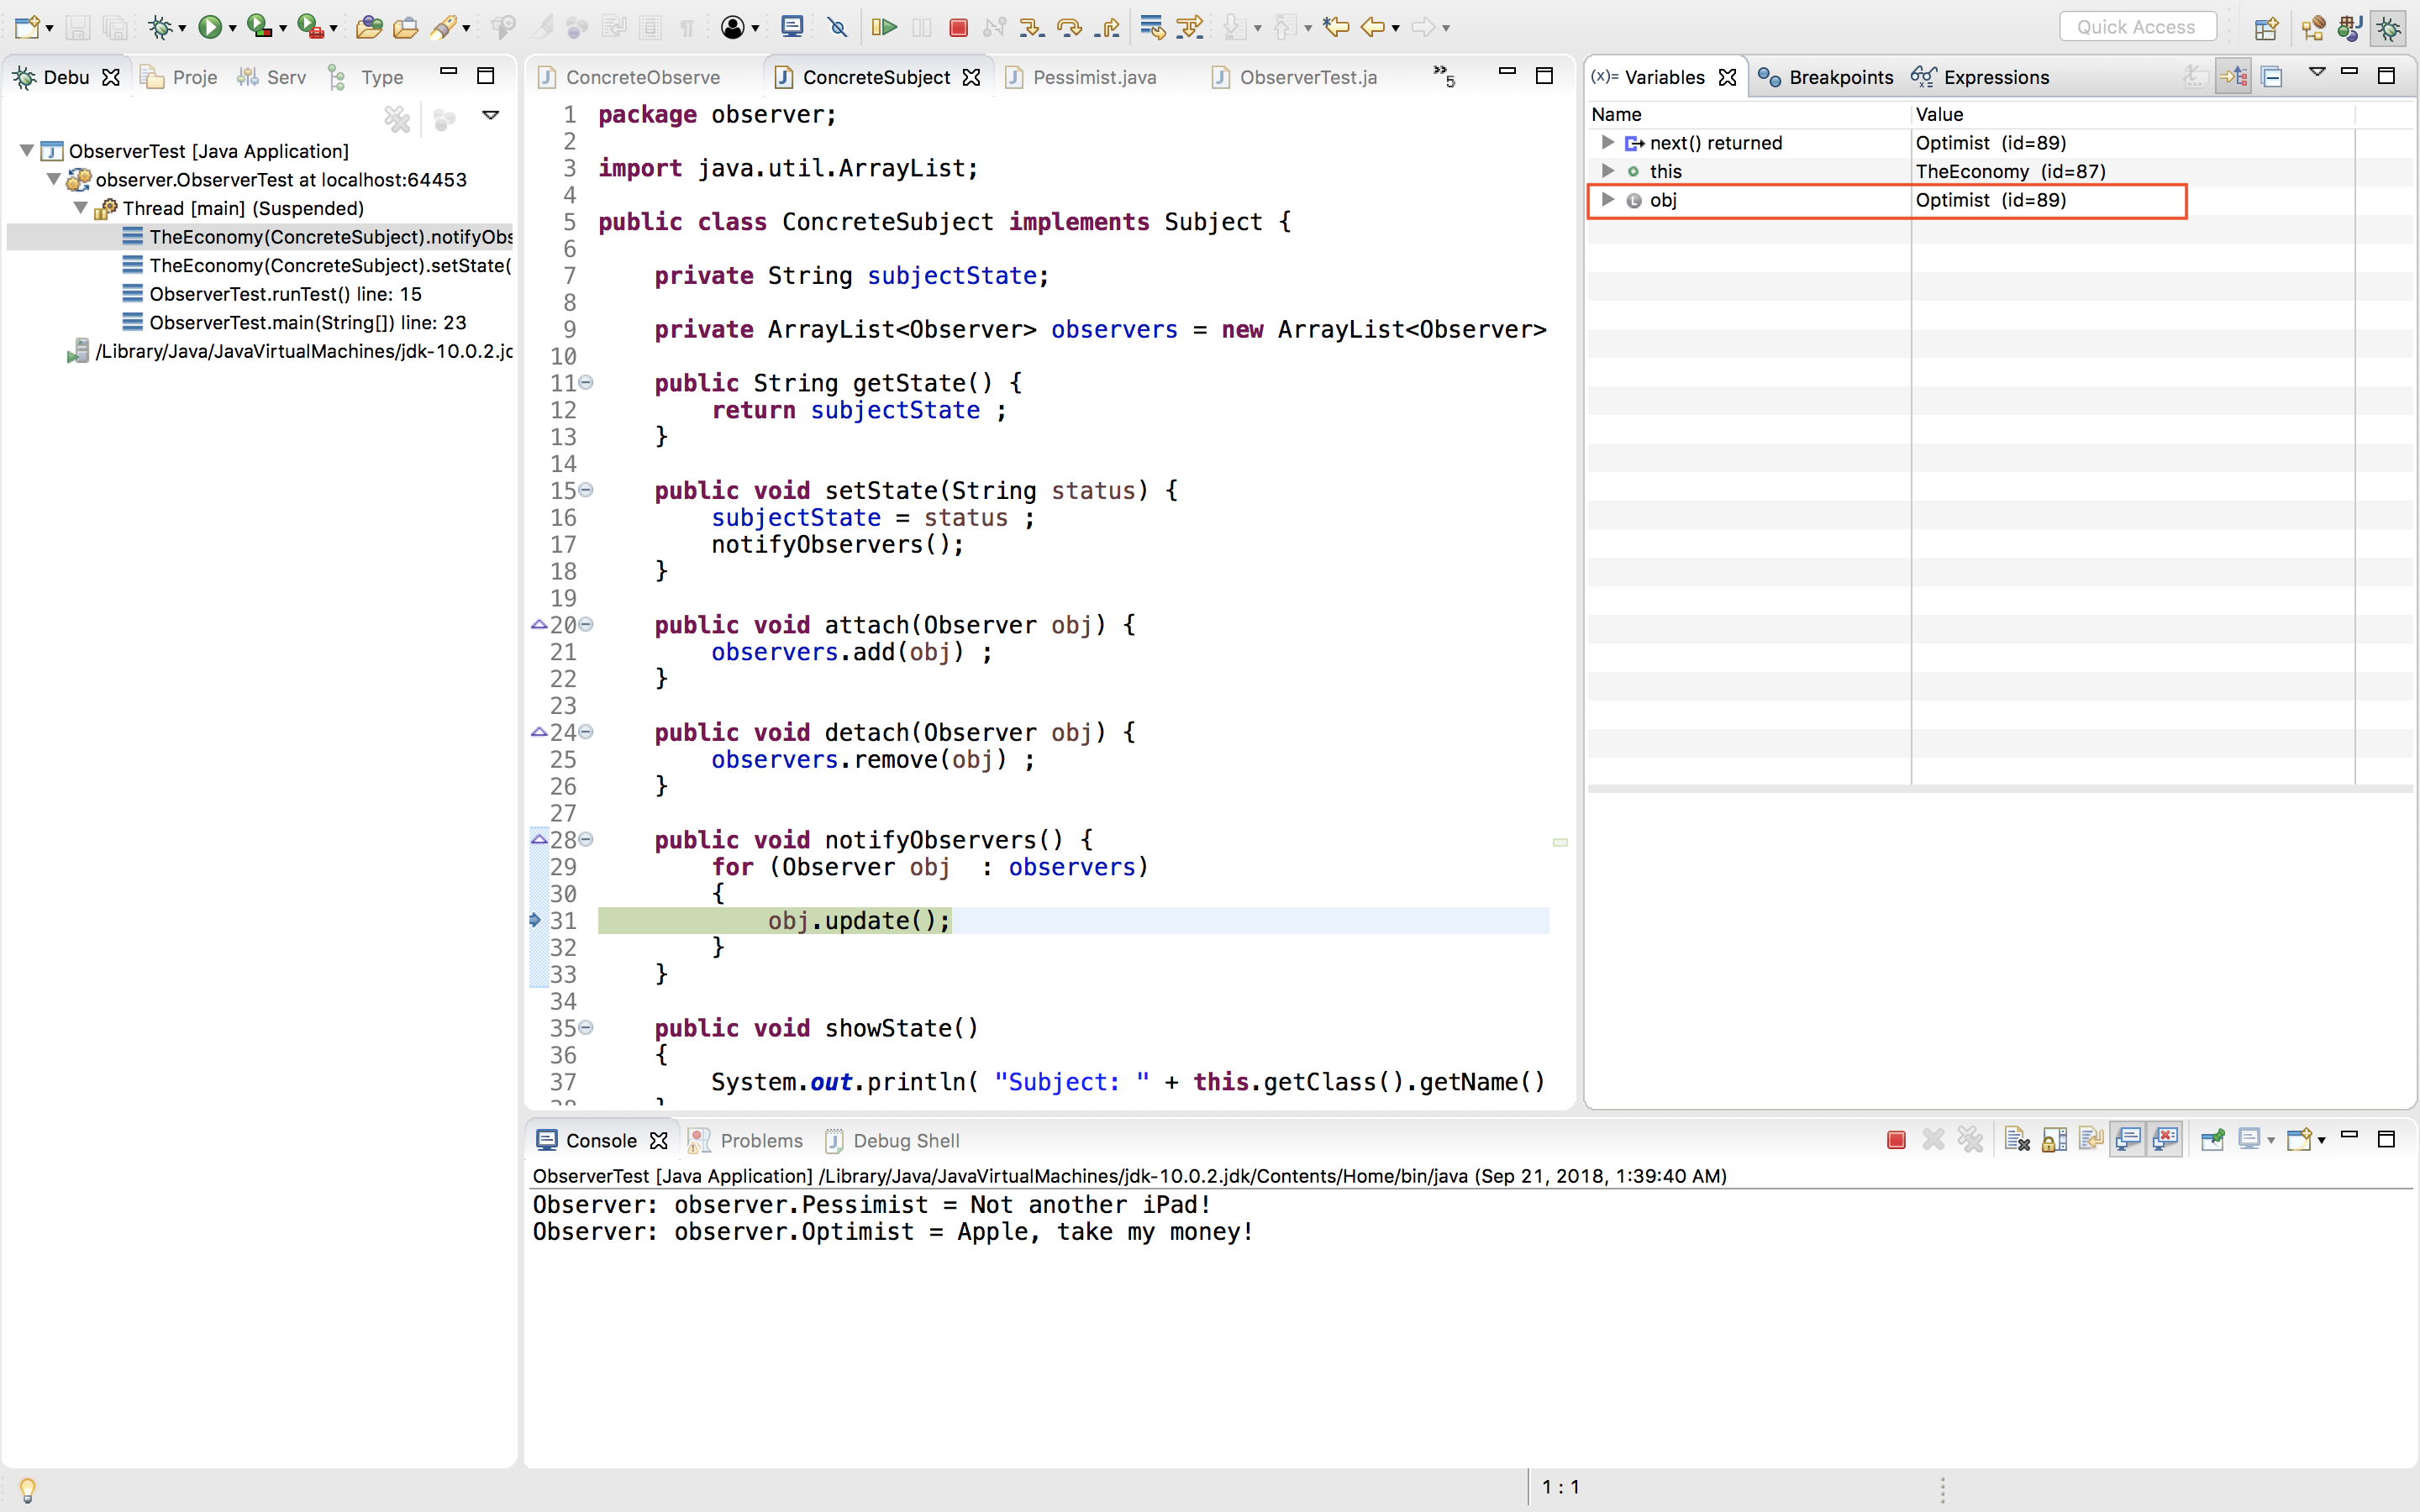 Quick Access
Debu
Proje
Serv
Type
ObserverTest [Java Application]
observer.ObserverTest at localhost:64453
Thread [main] (Suspended)
TheEconomy(ConcreteSubject).notifyObs
TheEconomy(ConcreteSubject).setState(
ObserverTest.runTest() line: 15
ObserverTest.main(String[]) line: 23
/Library/Java/JavaVirtualMachines/jdk-10.0.2.jd
ConcreteObserve
ConcreteSubject
Pessimist.java
ObserverTest.ja
»5
1 package observer;
2
3 import java.util.ArrayList;
4
5 public class ConcreteSubject implements Subject {
6
7 private String subjectState;
8
9 private ArrayList<Observer> observers = new ArrayList<Observer>
10
11 public String getState() {
12 return subjectState ;
13 }
14
15 public void setState(String status) {
16 subjectState = status ;
17 notifyObservers();
18 }
19
20 public void attach(Observer obj) {
21 observers.add(obj) ;
22 }
23
24 public void detach(Observer obj) {
25 observers.remove(obj) ;
26 }
27
28 public void notifyObservers() {
29 for (Observer obj  : observers)
30 {
31 obj.update();
32 }
33 }
34
35 public void showState()
36 {
37 System.out.println( "Subject: " + this.getClass().getName()
(x)= Variables
Breakpoints
Expressions
Name Value
next() returned Optimist (id=89)
this TheEconomy (id=87)
obj Optimist (id=89)
Console
Problems
Debug Shell
ObserverTest [Java Application] /Library/Java/JavaVirtualMachines/jdk-10.0.2.jdk/Contents/Home/bin/java (Sep 21, 2018, 1:39:40 AM)
Observer: observer.Pessimist = Not another iPad!
Observer: observer.Optimist = Apple, take my money!
1 : 1